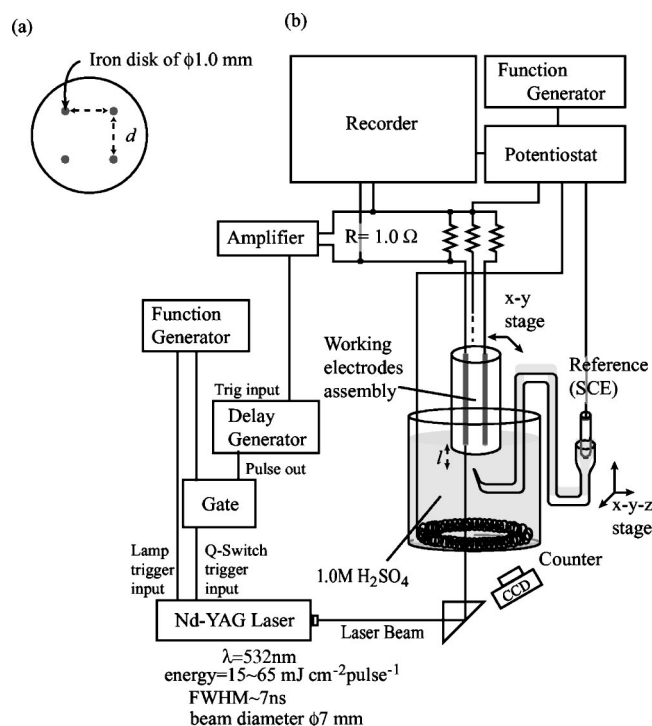 (a)
Iron disk of ϕ1.0 mm
d
(b)
Recorder
Function
Generator
Potentiostat
Amplifier
R= 1.0 Ω
Function
Generator
x-y
stage
Working
electrodes
assembly
Reference
(SCE)
Trig input
Delay
Generator
Pulse out
l
Gate
x-y-z
stage
Lamp
trigger
input
Q-Switch
trigger
input
1.0M H₂SO₄
Counter
CCD
Nd-YAG Laser
Laser Beam
λ=532nm
energy=15~65 mJ cm⁻²pulse⁻¹
FWHM~7ns
beam diameter ϕ7 mm